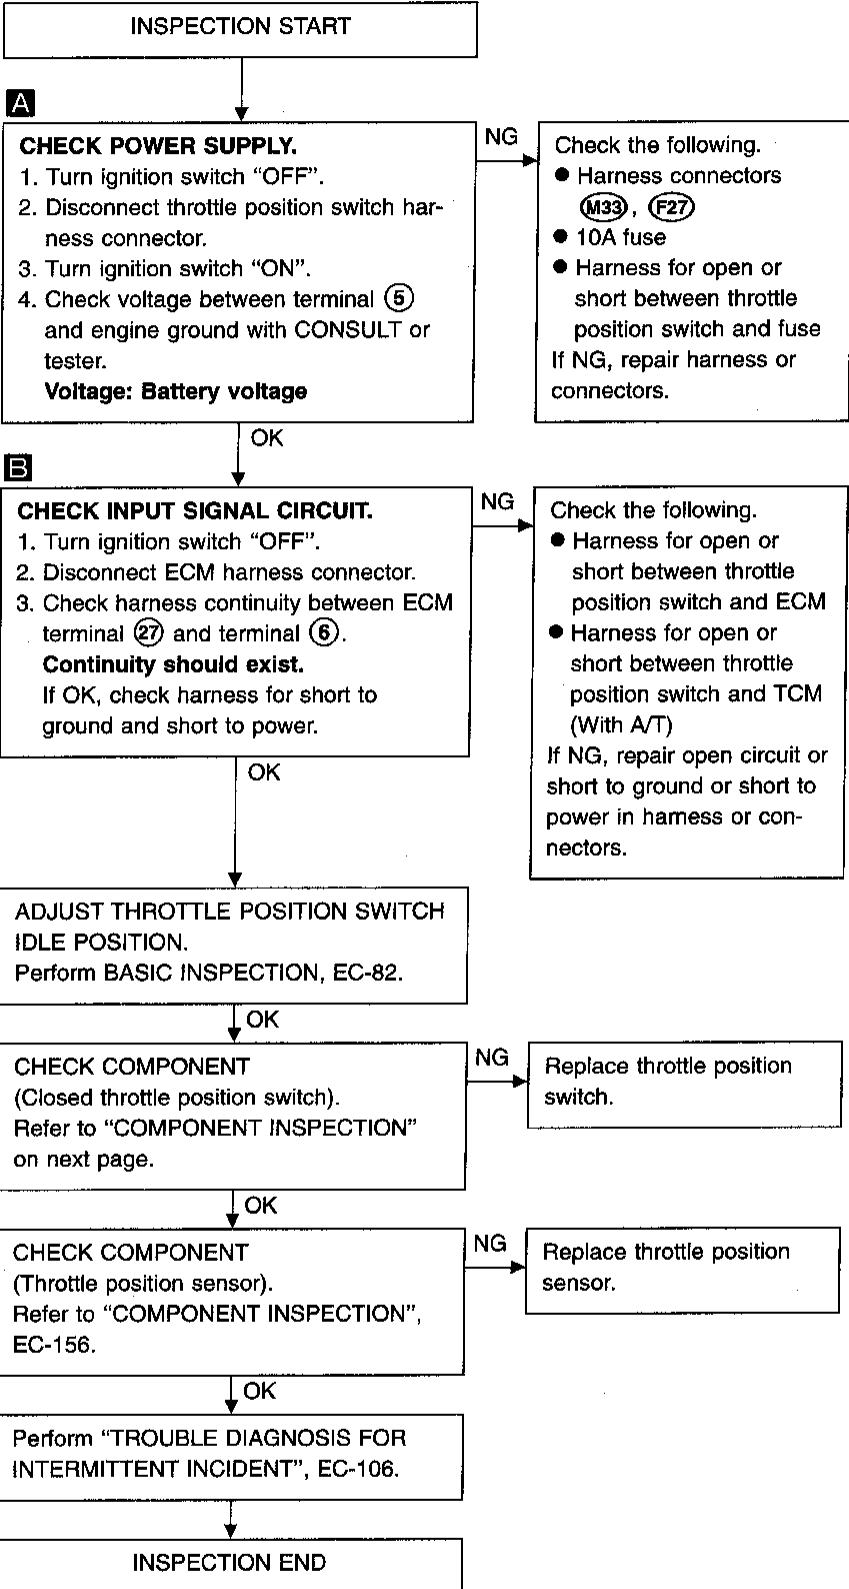 INSPECTION START
A
CHECK POWER SUPPLY.
1. Turn ignition switch “OFF”.
2. Disconnect throttle position switch har-
ness connector.
3. Turn ignition switch “ON”.
4. Check voltage between terminal ⑤
and engine ground with CONSULT or
tester.
Voltage: Battery voltage
NG
Check the following.
● Harness connectors
M33, F27
● 10A fuse
● Harness for open or
short between throttle
position switch and fuse
If NG, repair harness or
connectors.
OK
B
CHECK INPUT SIGNAL CIRCUIT.
1. Turn ignition switch “OFF”.
2. Disconnect ECM harness connector.
3. Check harness continuity between ECM
terminal ㉗ and terminal ⑥.
Continuity should exist.
If OK, check harness for short to
ground and short to power.
NG
Check the following.
● Harness for open or
short between throttle
position switch and ECM
● Harness for open or
short between throttle
position switch and TCM
(With A/T)
If NG, repair open circuit or
short to ground or short to
power in harness or con-
nectors.
OK
ADJUST THROTTLE POSITION SWITCH
IDLE POSITION.
Perform BASIC INSPECTION, EC-82.
OK
CHECK COMPONENT
(Closed throttle position switch).
Refer to “COMPONENT INSPECTION”
on next page.
NG
Replace throttle position
switch.
OK
CHECK COMPONENT
(Throttle position sensor).
Refer to “COMPONENT INSPECTION”,
EC-156.
NG
Replace throttle position
sensor.
OK
Perform “TROUBLE DIAGNOSIS FOR
INTERMITTENT INCIDENT”, EC-106.
INSPECTION END